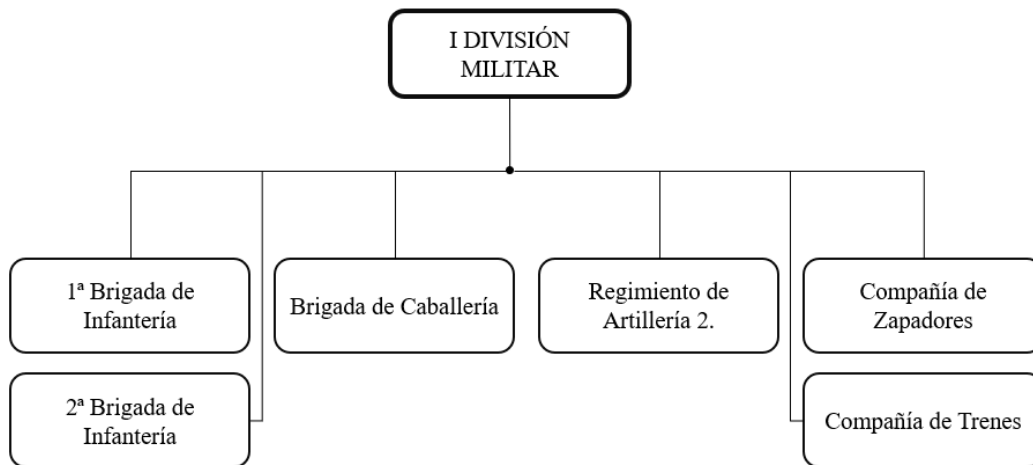 I DIVISIÓN
MILITAR
1ª Brigada de
Infantería
Brigada de Caballería
Regimiento de
Artillería 2.
Compañía de
Zapadores
2ª Brigada de
Infantería
Compañía de Trenes